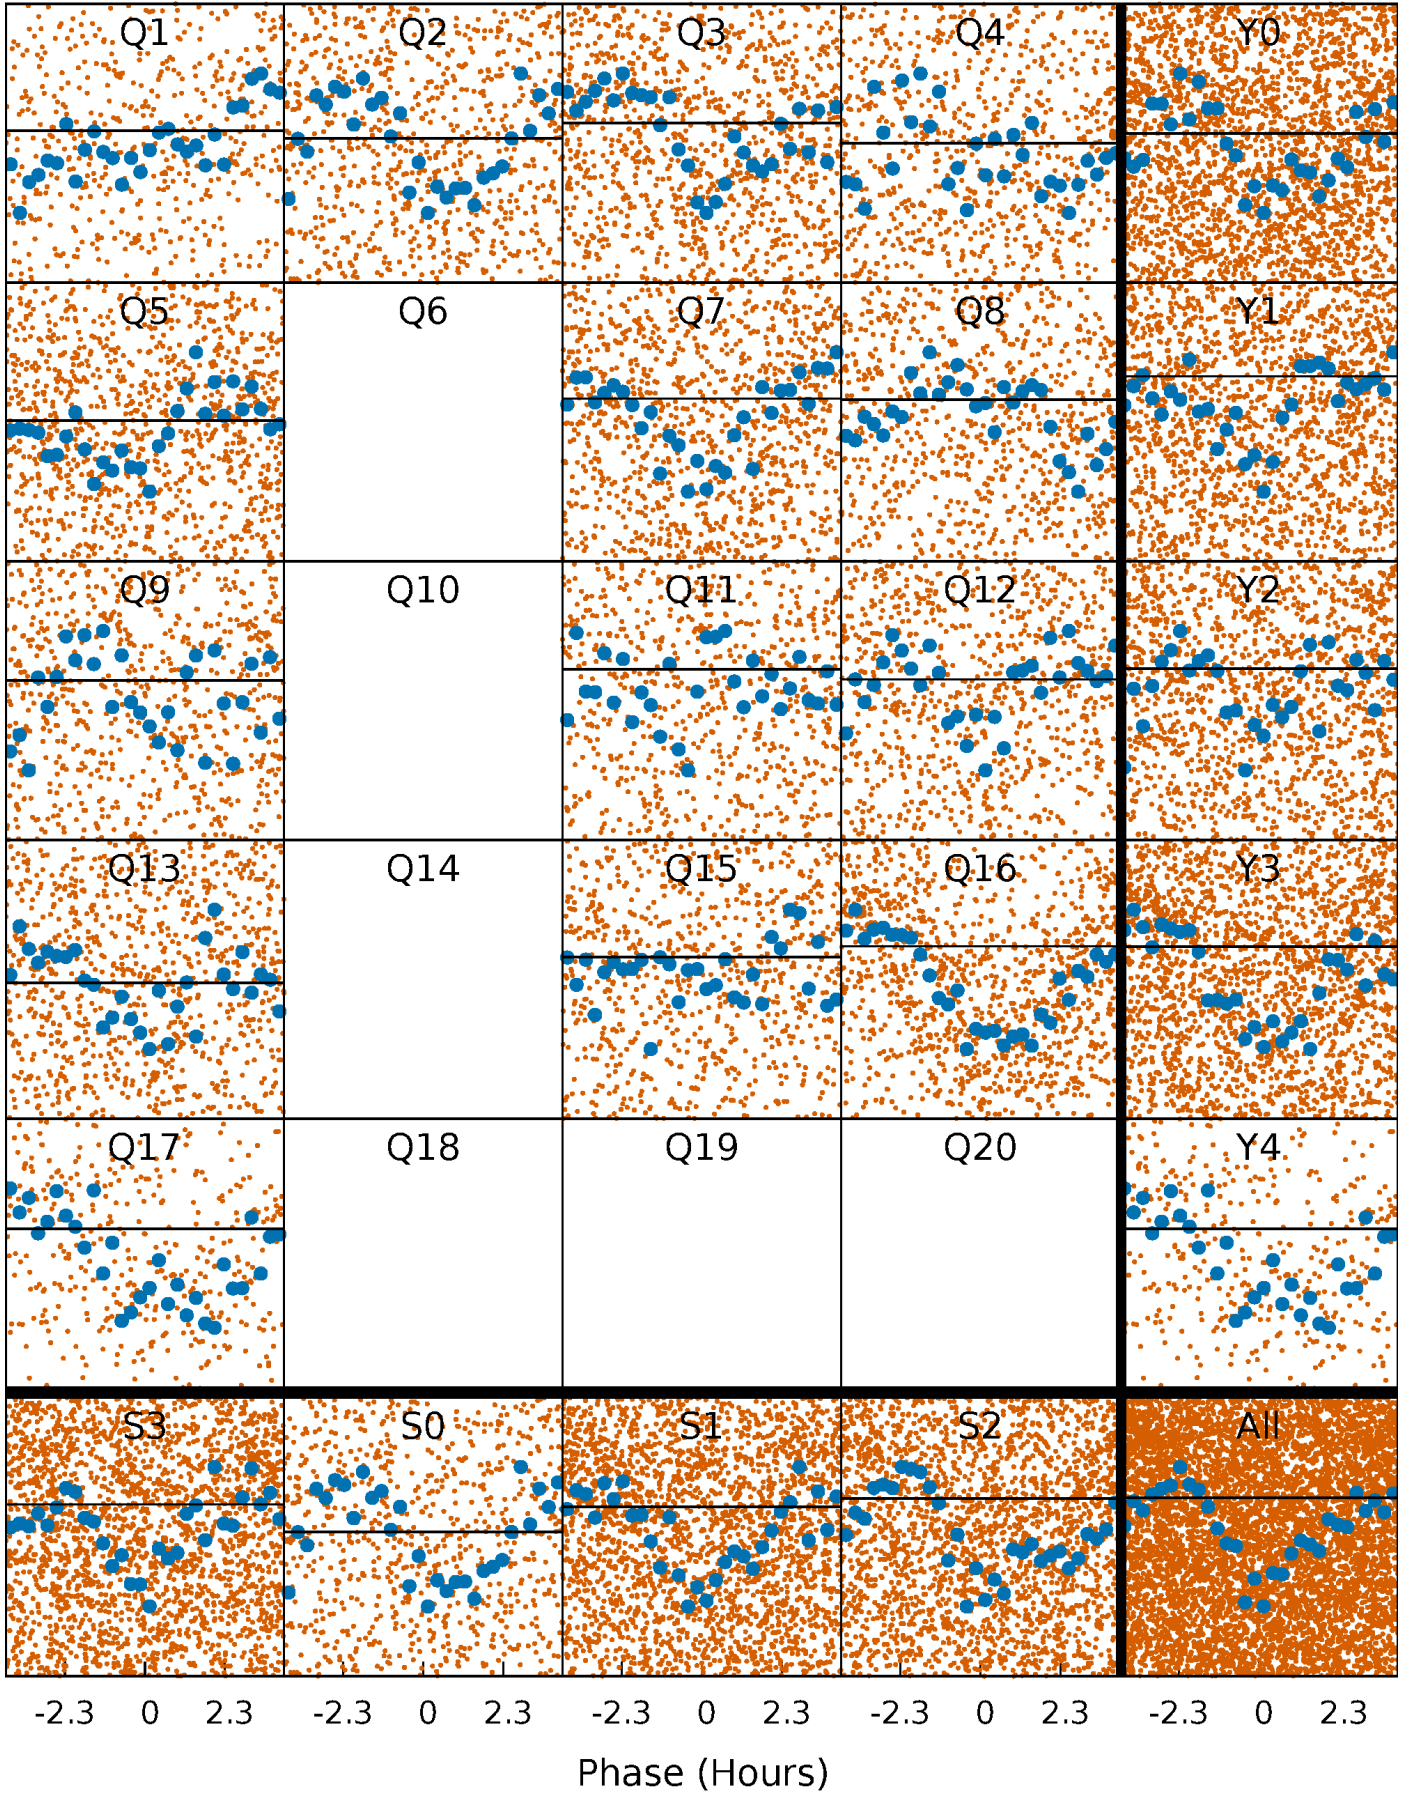 Q1 Q2 Q3 Q4 Y0
Q5 Q6 Q7 Q8 Y1
Q9 Q10 Q11 Q12 Y2
Q13 Q14 Q15 Q16 Y3
Q17 Q18 Q19 Q20 Y4
S3 S0 S1 S2 All
-2.3 0 2.3 -2.3 0 2.3 -2.3 0 2.3 -2.3 0 2.3 -2.3 0 2.3
Phase (Hours)